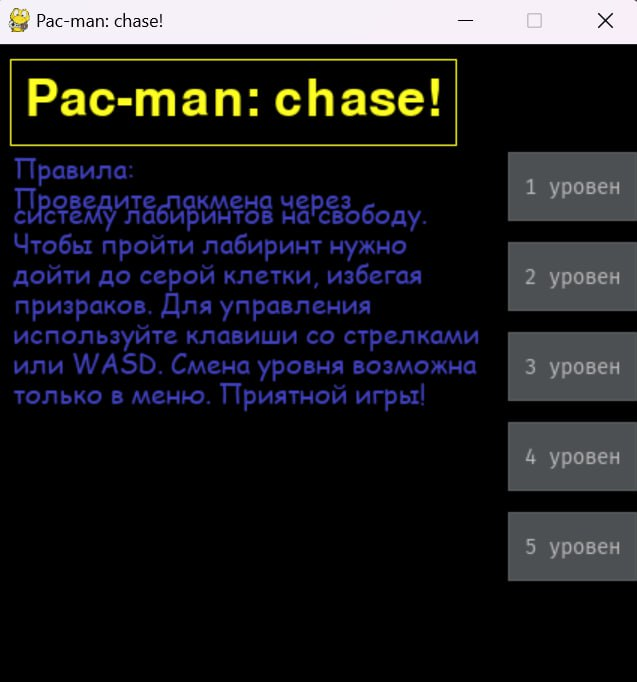 Pac-man: chase!
Pac-man: chase!
Правила:
Проведите пакмена через
систему лабиринтов на свободу.
Чтобы пройти лабиринт нужно
дойти до серой клетки, избегая
призраков. Для управления
используйте клавиши со стрелками
или WASD. Смена уровня возможна
только в меню. Приятной игры!
1 уровен
2 уровен
3 уровен
4 уровен
5 уровен